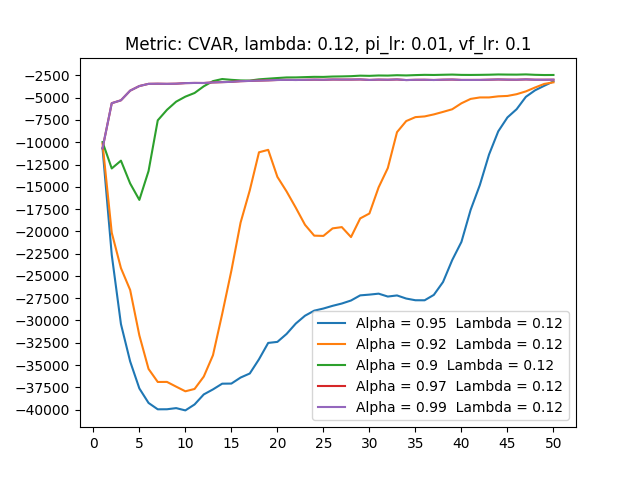 Metric: CVAR, lambda: 0.12, pi_lr: 0.01, vf_lr: 0.1
−2500
−5000
−7500
−10000
−12500
−15000
−17500
−20000
−22500
−25000
−27500
−30000
−32500
−35000
−37500
−40000
Alpha = 0.95  Lambda = 0.12
Alpha = 0.92  Lambda = 0.12
Alpha = 0.9  Lambda = 0.12
Alpha = 0.97  Lambda = 0.12
Alpha = 0.99  Lambda = 0.12
0 5 10 15 20 25 30 35 40 45 50